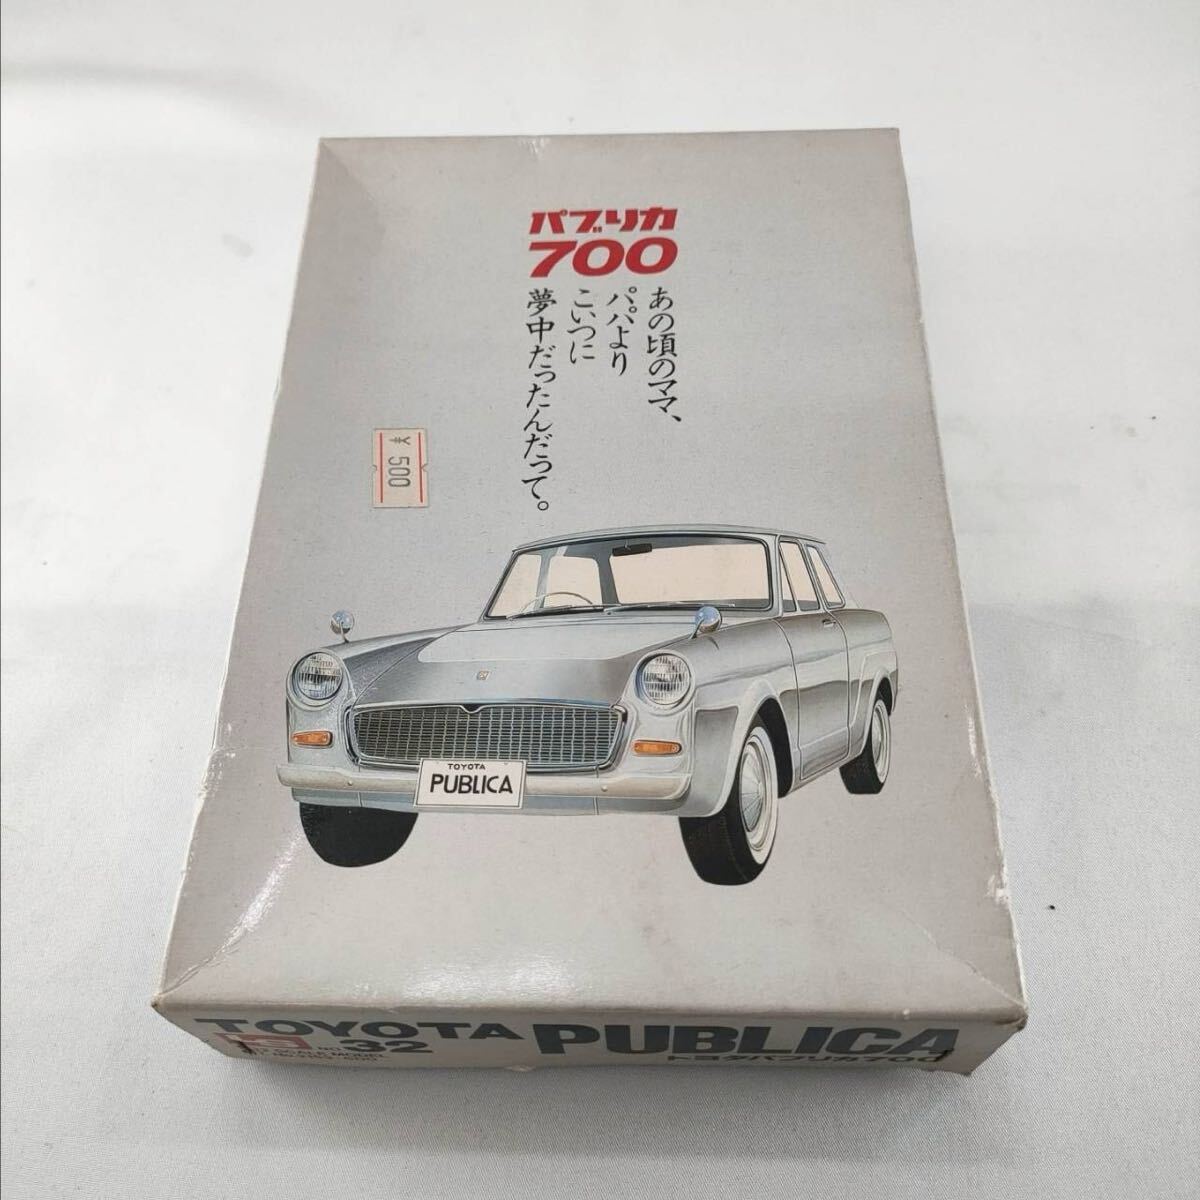 パブリカ
700
あの頃のママ、
パパより
こいつに
夢中だったんだって。
¥500
TOYOTA
PUBLICA
TOYOTA PUBLICA
32
SCALE MODEL
トヨタパブリカ700